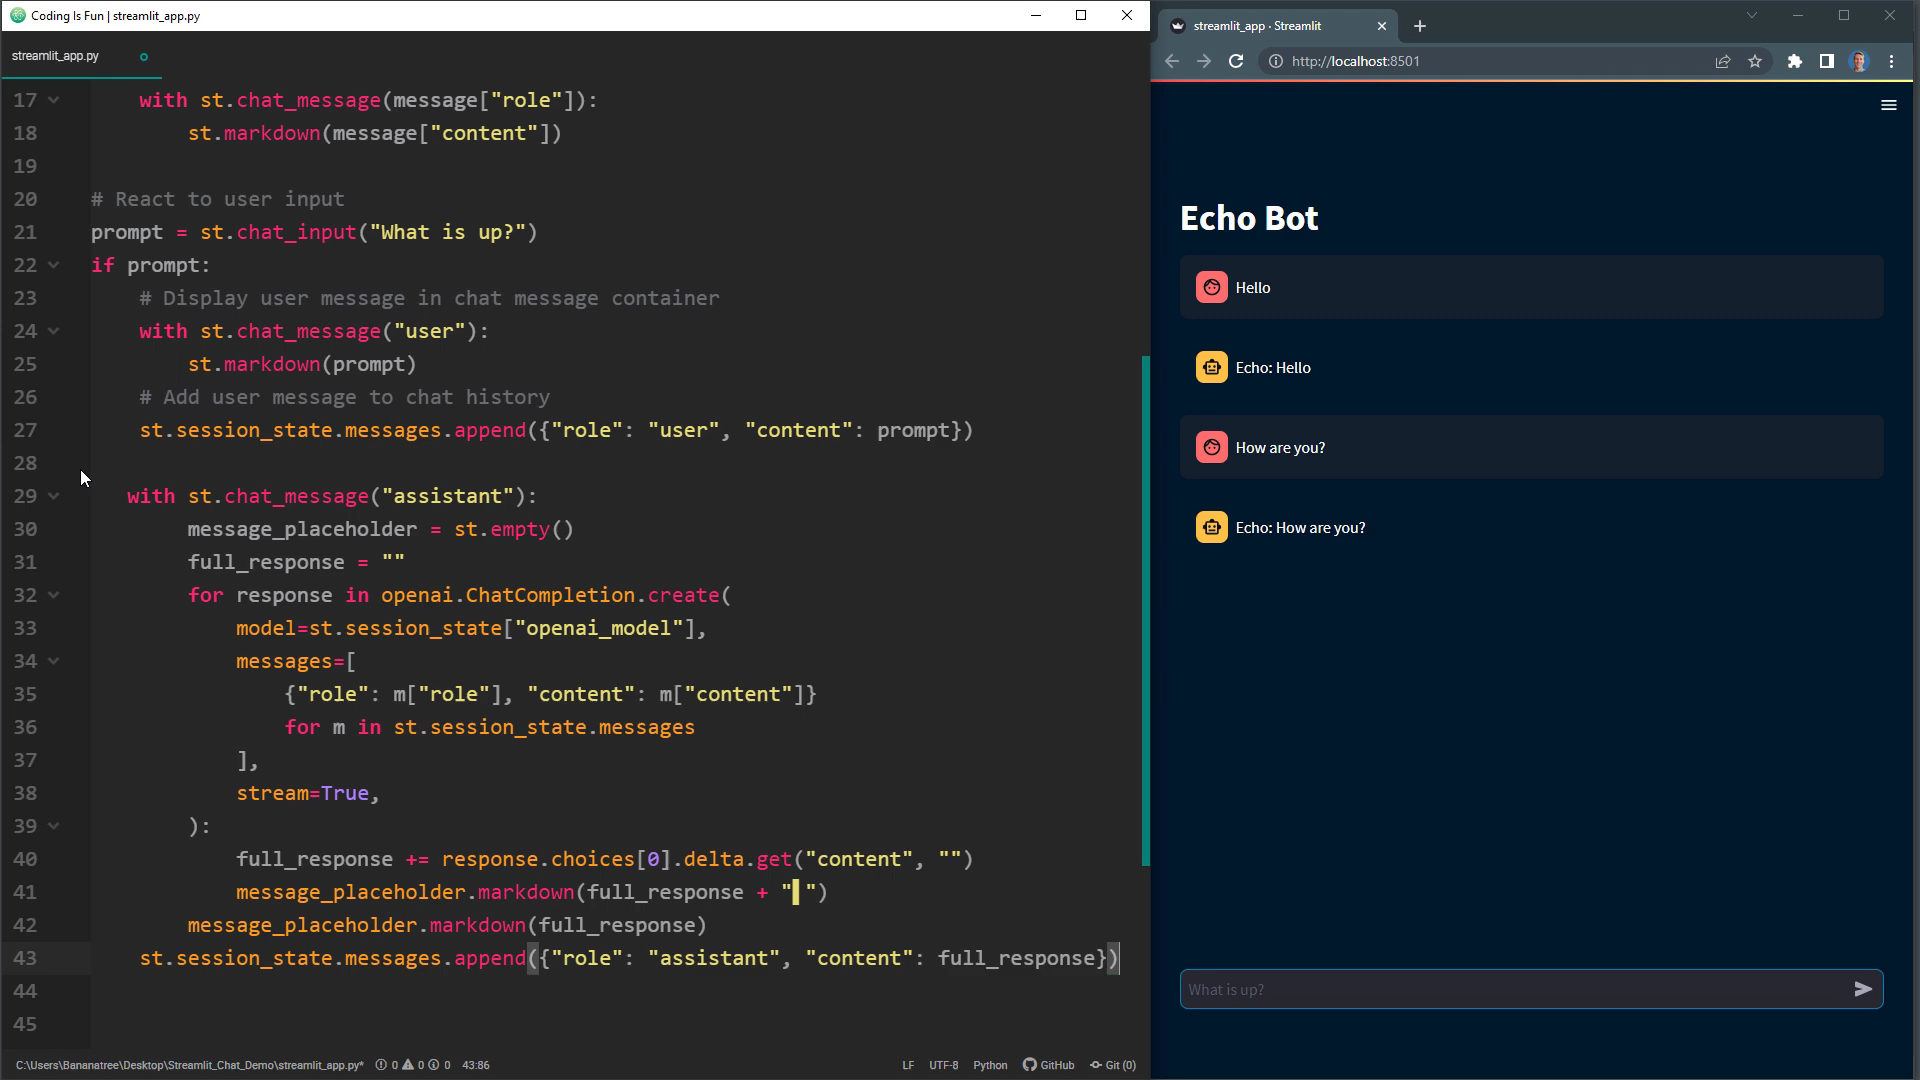 Coding Is Fun | streamlit_app.py
streamlit_app.py
17 with st.chat_message(message["role"]):
18 st.markdown(message["content"])
19
20 # React to user input
21 prompt = st.chat_input("What is up?")
22 if prompt:
23 # Display user message in chat message container
24 with st.chat_message("user"):
25 st.markdown(prompt)
26 # Add user message to chat history
27 st.session_state.messages.append({"role": "user", "content": prompt})
28
29 with st.chat_message("assistant"):
30 message_placeholder = st.empty()
31 full_response = ""
32 for response in openai.ChatCompletion.create(
33 model=st.session_state["openai_model"],
34 messages=[
35 {"role": m["role"], "content": m["content"]}
36 for m in st.session_state.messages
37 ],
38 stream=True,
39 ):
40 full_response += response.choices[0].delta.get("content", "")
41 message_placeholder.markdown(full_response + "▌")
42 message_placeholder.markdown(full_response)
43 st.session_state.messages.append({"role": "assistant", "content": full_response})
44
45
C:\Users\Bananatree\Desktop\Streamlit_Chat_Demo\streamlit_app.py* 0 0 0 43:86 LF UTF-8 Python GitHub Git (0)
streamlit_app · Streamlit
http://localhost:8501
Echo Bot
Hello
Echo: Hello
How are you?
Echo: How are you?
What is up?